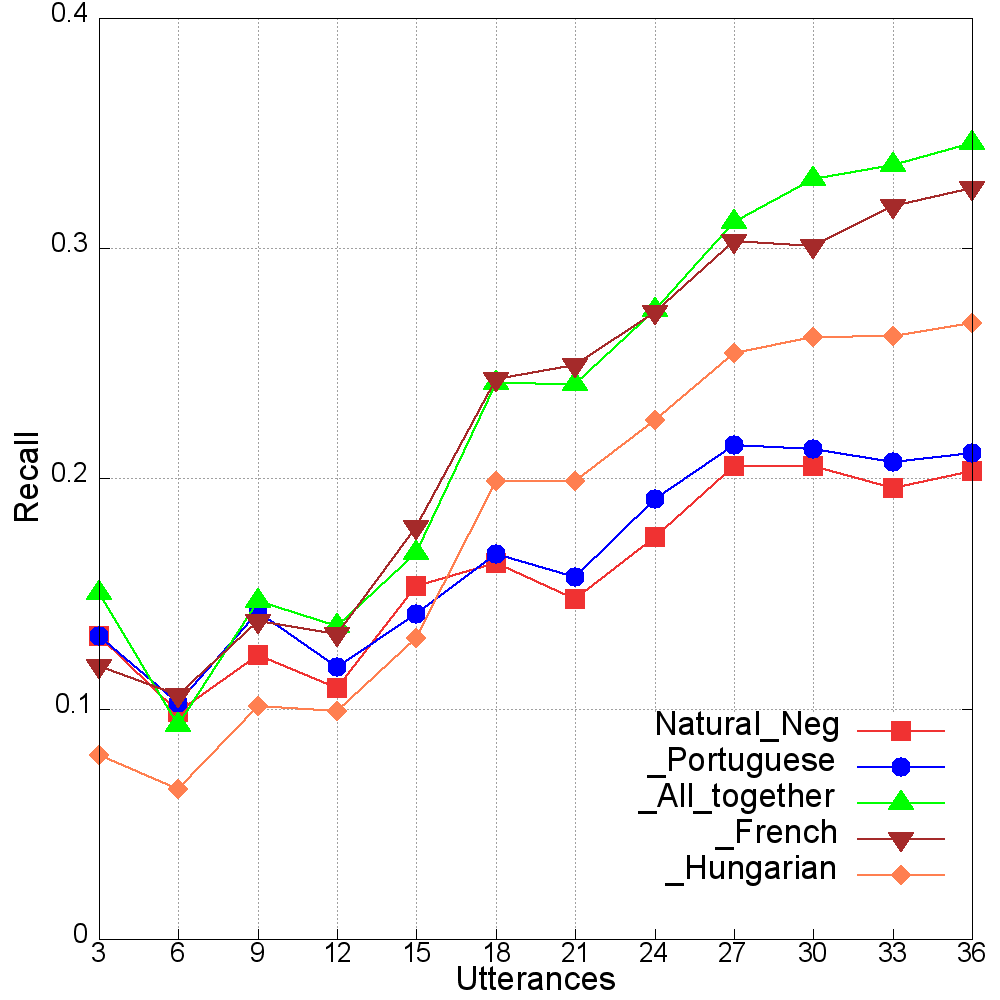 0.4
0.3
0.2
0.1
0
Recall
3 6 9 12 15 18 21 24 27 30 33 36
Utterances
Natural_Neg
_Portuguese
_All_together
_French
_Hungarian